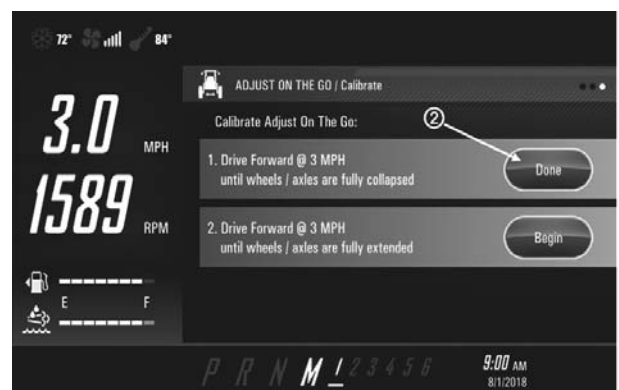 72° 84°
ADJUST ON THE GO / Calibrate
Calibrate Adjust On The Go:
②
3.0 MPH
1. Drive Forward @ 3 MPH
until wheels / axles are fully collapsed
Done
1589 RPM
2. Drive Forward @ 3 MPH
until wheels / axles are fully extended
Begin
E F
P R N M 1 2 3 4 5 6
9:00 AM
8/1/2018